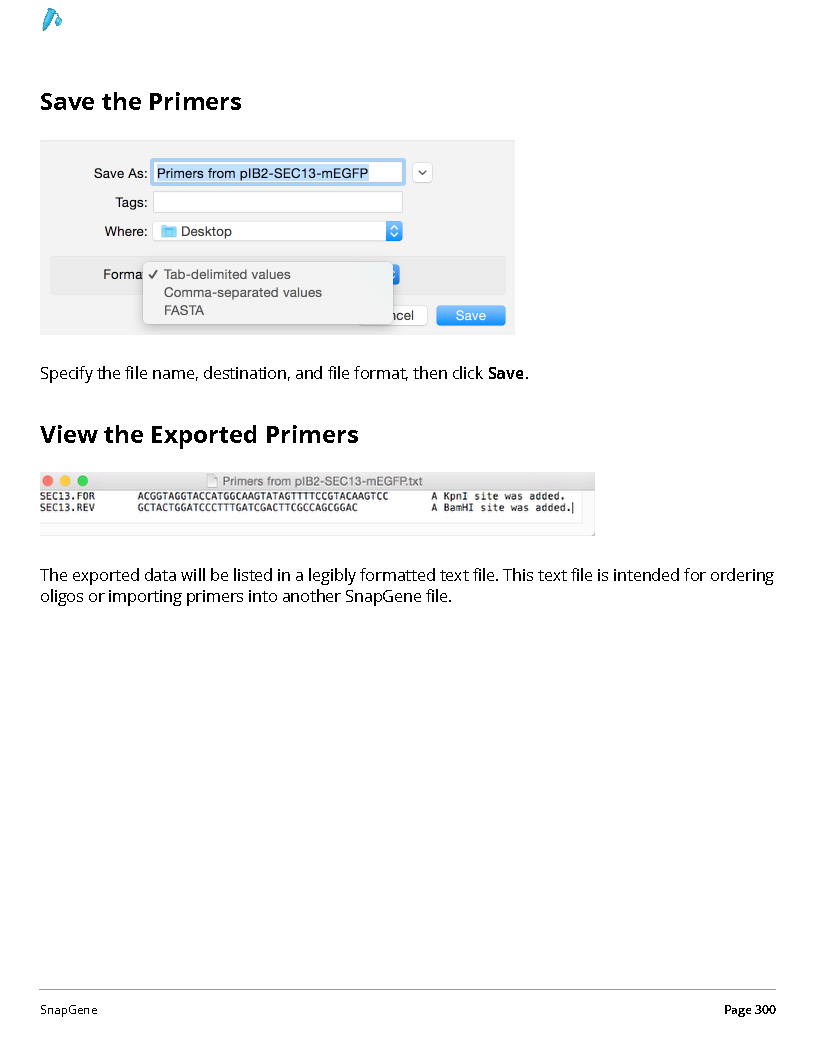 Save the Primers
Save As: Primers from pIB2-SEC13-mEGFP
Tags:
Where: Desktop
Forma ✓ Tab-delimited values
Comma-separated values
FASTA
ncel Save
Specify the file name, destination, and file format, then click Save.
View the Exported Primers
Primers from pIB2-SEC13-mEGFP.txt
SEC13.FOR ACGGTAGGTACCATGGCAAGTATAGTTTTCCGTACAAGTCC A KpnI site was added.
SEC13.REV GCTACTGGATCCCTTTGATCGACTTCGCCAGCGGAC A BamHI site was added.
The exported data will be listed in a legibly formatted text file. This text file is intended for ordering
oligos or importing primers into another SnapGene file.
SnapGene Page 300